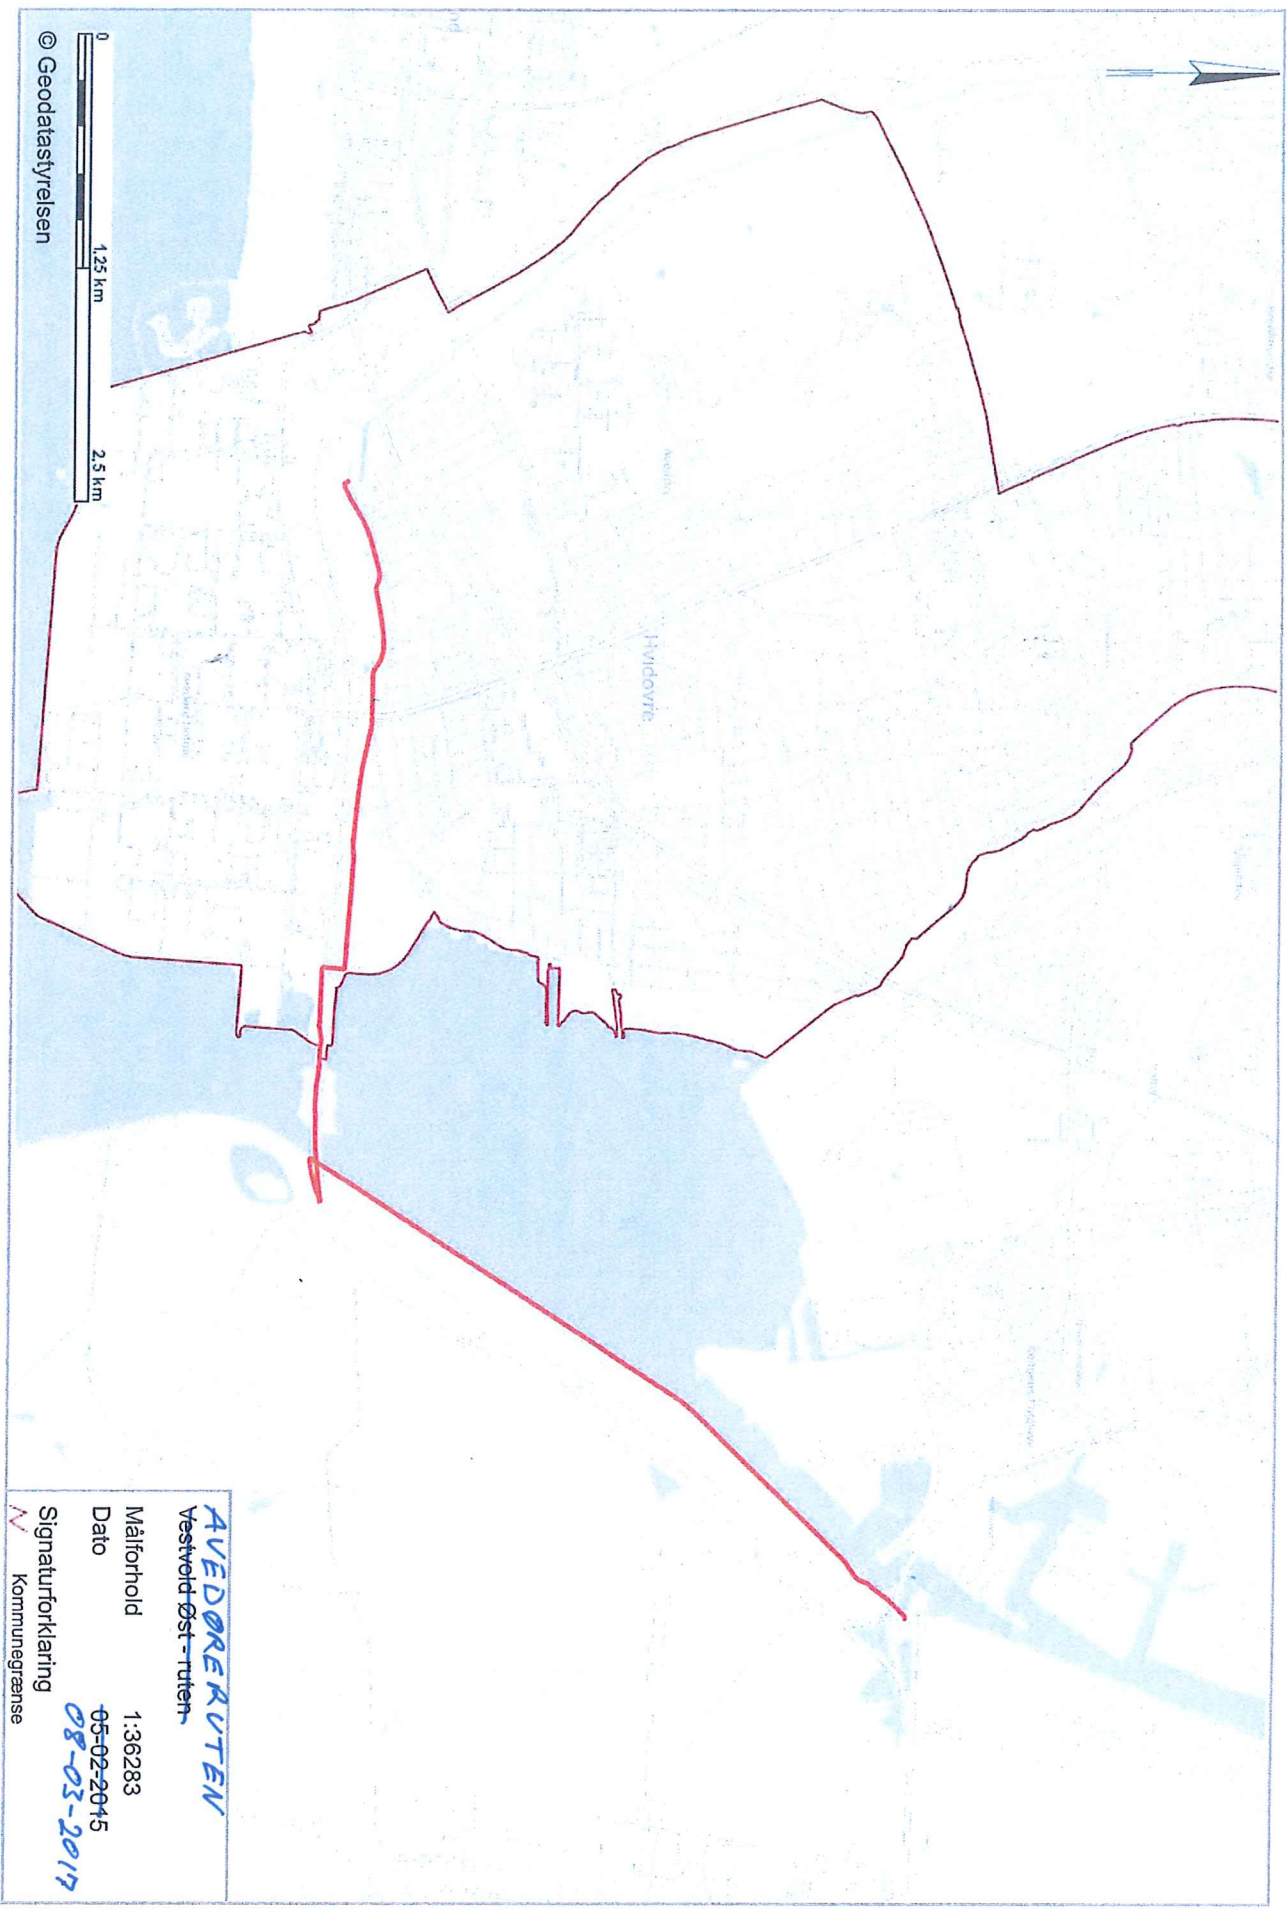 Hvidovre
0
1,25 km
2,5 km
© Geodatastyrelsen
AVEDØRERUTEN
Vestvold Øst - ruten
Målforhold 1:36283
Dato 05-02-2015
08-03-2017
Signaturforklaring
Kommunegrænse